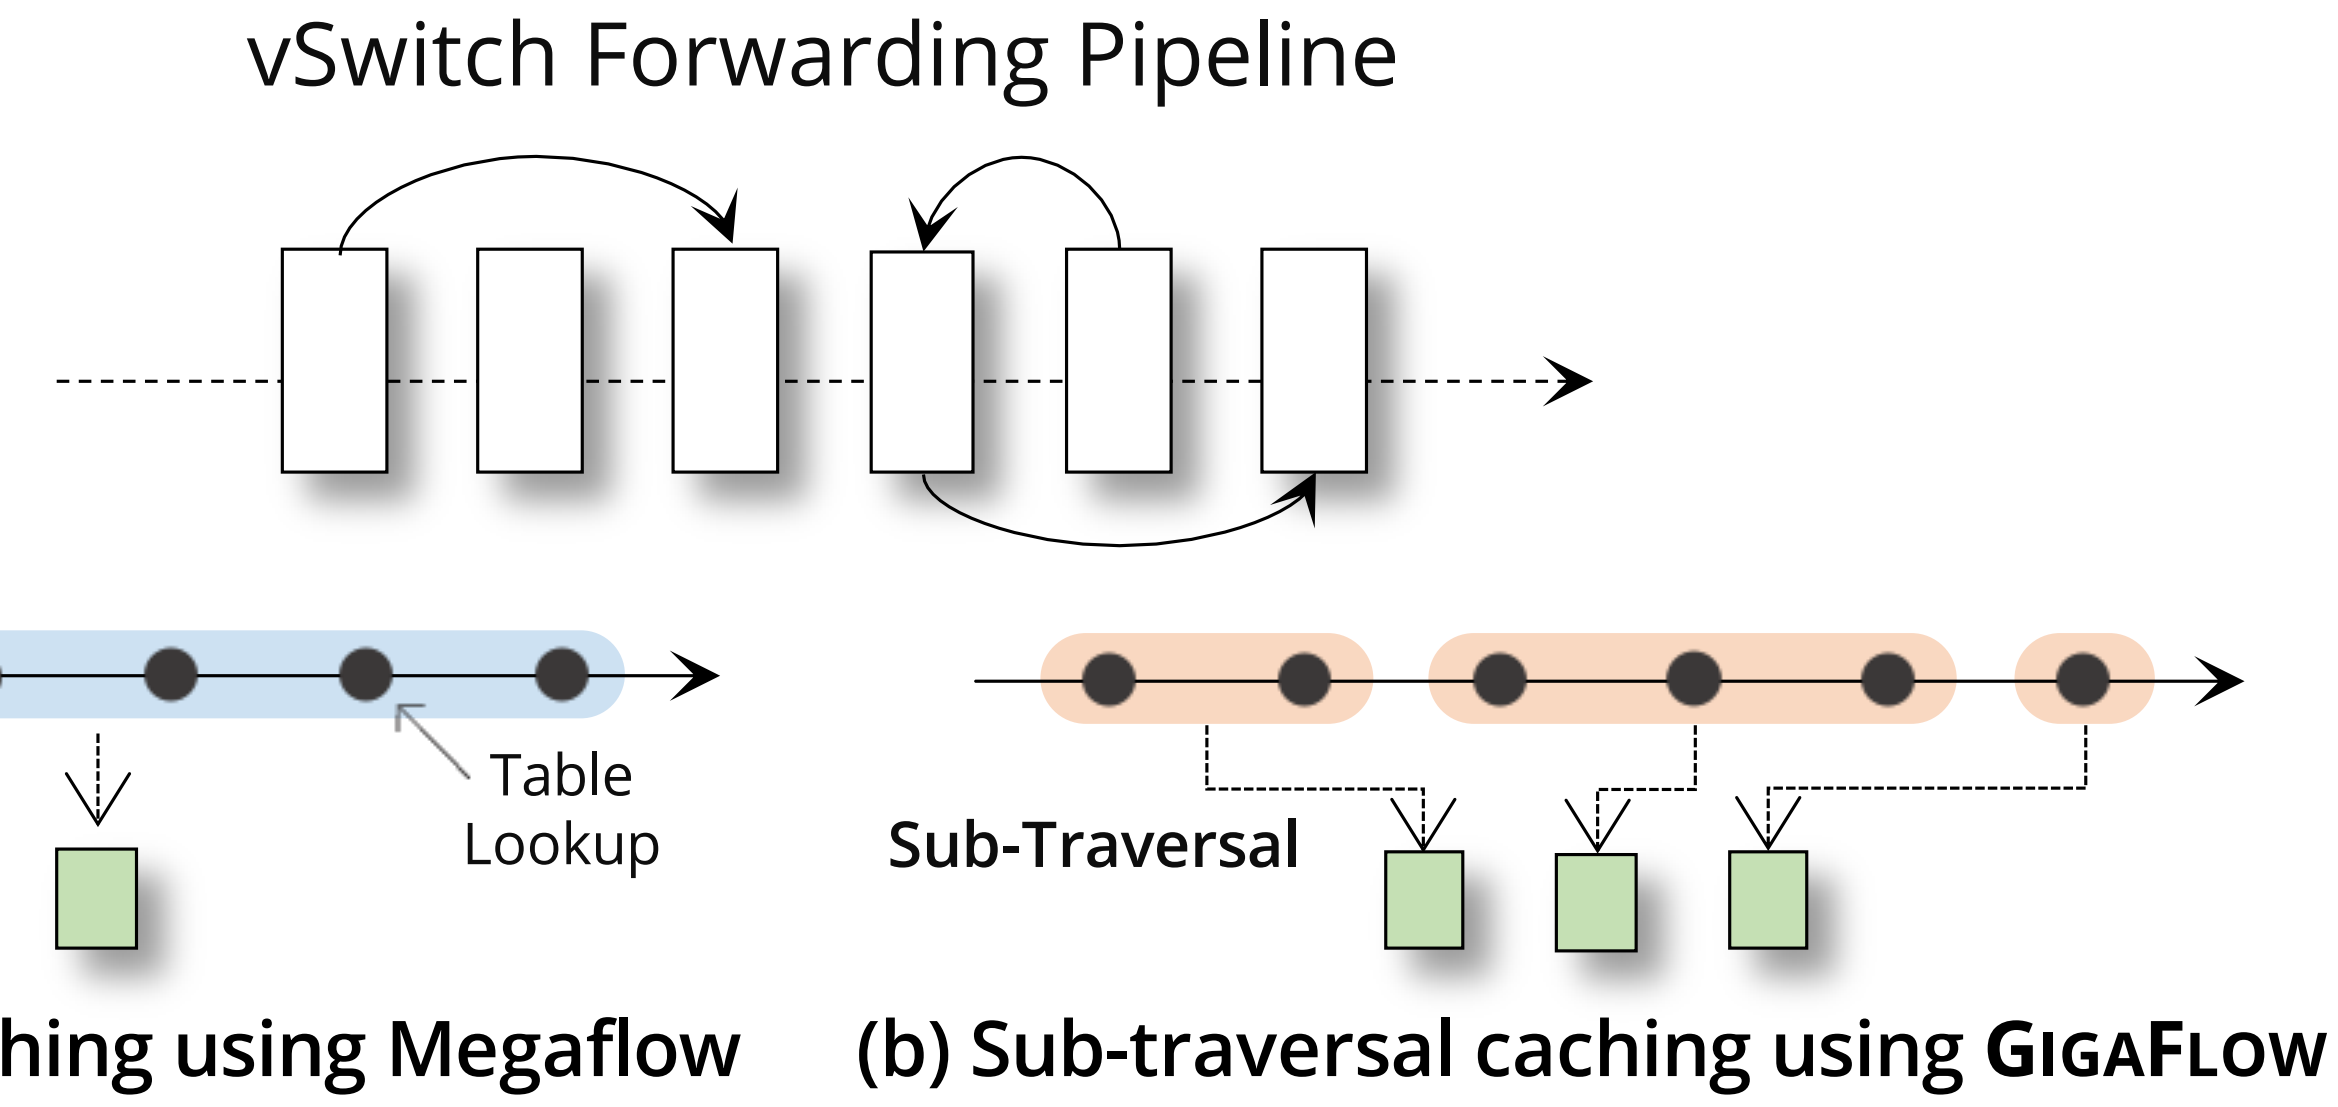 vSwitch Forwarding Pipeline
Table
Lookup
Sub-Traversal
hing using Megaflow
(b) Sub-traversal caching using GIGAFLOW